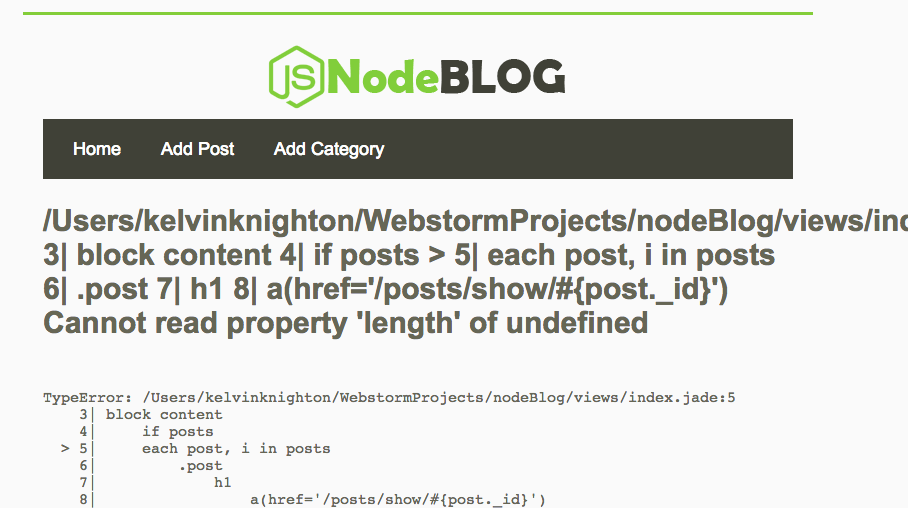 JS NodeBLOG
Home Add Post Add Category
/Users/kelvinknighton/WebstormProjects/nodeBlog/views/ind
3| block content 4| if posts > 5| each post, i in posts
6| .post 7| h1 8| a(href='/posts/show/#{post._id}')
Cannot read property 'length' of undefined
TypeError: /Users/kelvinknighton/WebstormProjects/nodeBlog/views/index.jade:5
    3| block content
    4|     if posts
  > 5|     each post, i in posts
    6|         .post
    7|             h1
    8|                 a(href='/posts/show/#{post._id}')